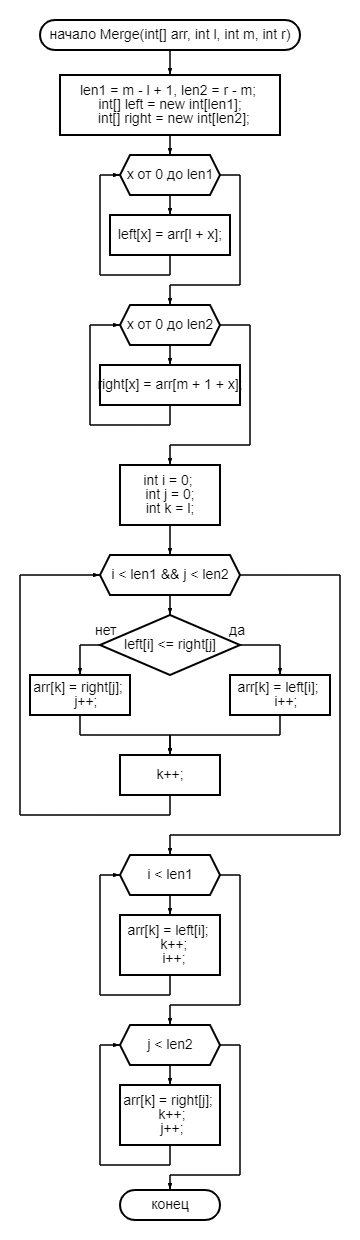 начало Merge(int[] arr, int l, int m, int r)
len1 = m - l + 1, len2 = r - m;
int[] left = new int[len1];
int[] right = new int[len2];
x от 0 до len1
left[x] = arr[l + x];
x от 0 до len2
right[x] = arr[m + 1 + x];
int i = 0;
int j = 0;
int k = l;
i < len1 && j < len2
нет
да
left[i] <= right[j]
arr[k] = right[j];
j++;
arr[k] = left[i];
i++;
k++;
i < len1
arr[k] = left[i];
k++;
i++;
j < len2
arr[k] = right[j];
k++;
j++;
конец